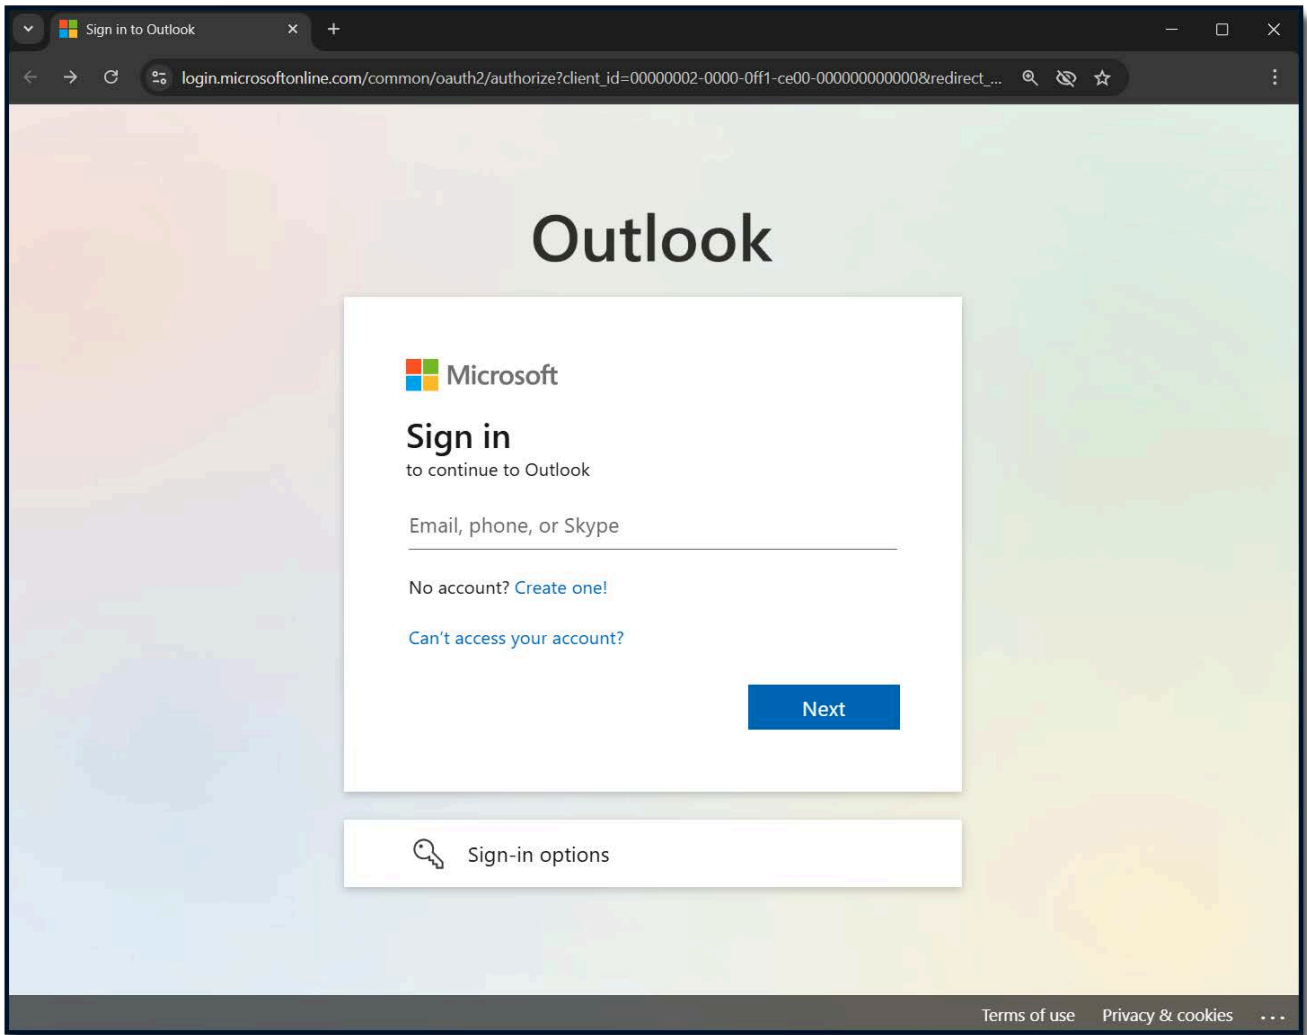 Sign in to Outlook
login.microsoftonline.com/common/oauth2/authorize?client_id=00000002-0000-0ff1-ce00-000000000000&redirect_...
Outlook
Microsoft
Sign in
to continue to Outlook
Email, phone, or Skype
No account? Create one!
Can't access your account?
Next
Sign-in options
Terms of use Privacy & cookies ...